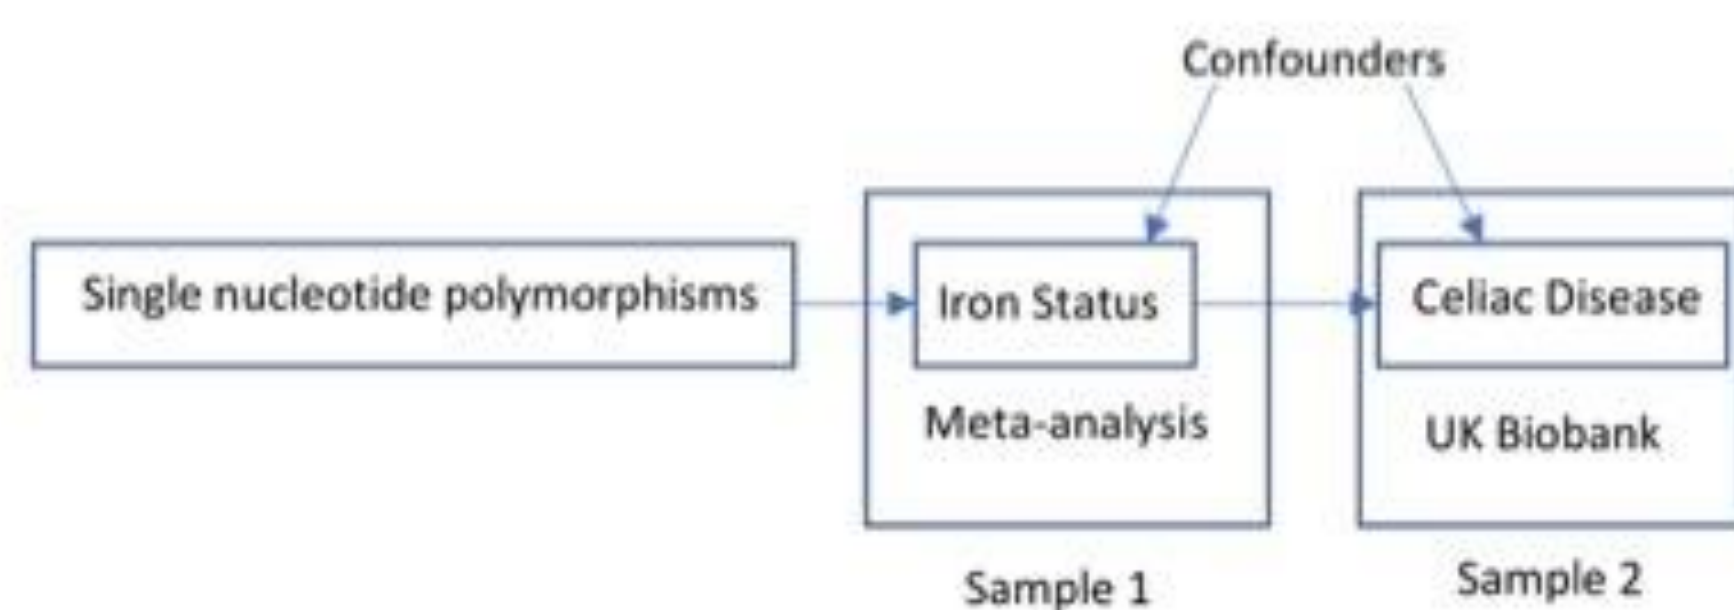 Confounders
Single nucleotide polymorphisms
Iron Status
Celiac Disease
Meta-analysis
UK Biobank
Sample 1
Sample 2